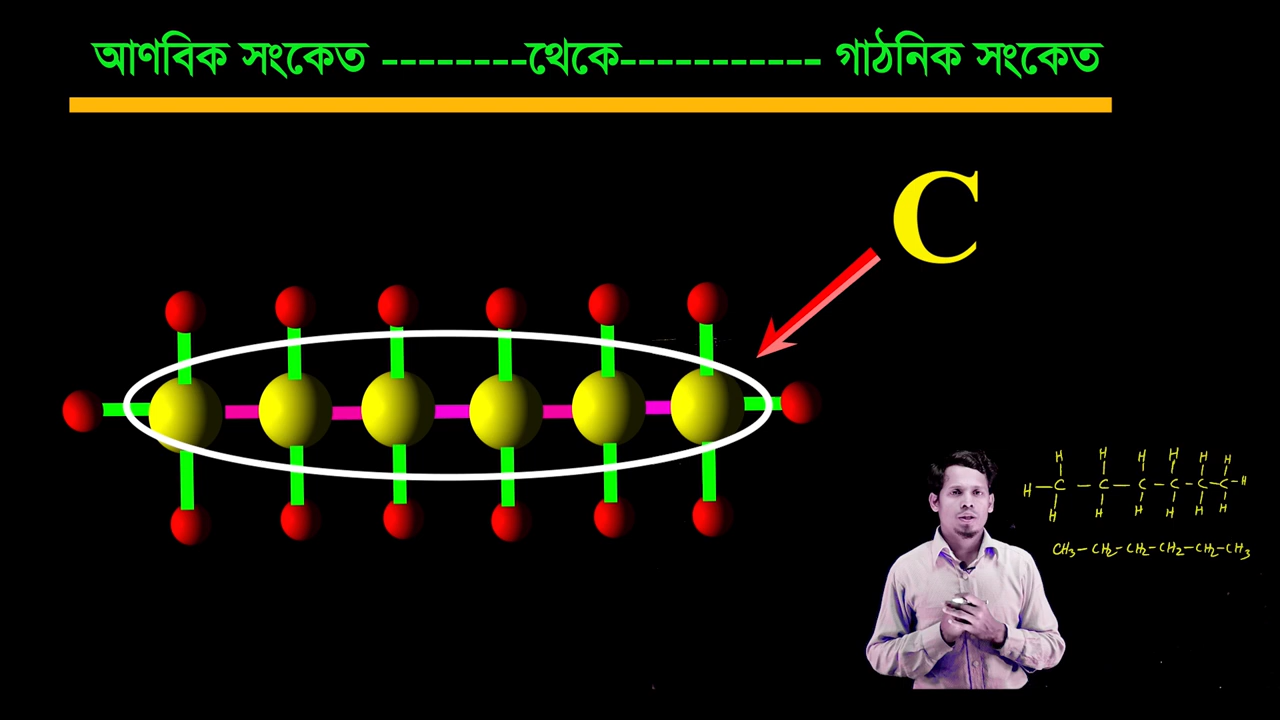 আণবিক সংকেত --------থেকে----------- গাঠনিক সংকেত
C
H H H H H H
H—C—C—C—C—C—C—H
H H H H H H
CH3—CH2—CH2—CH2—CH2—CH3